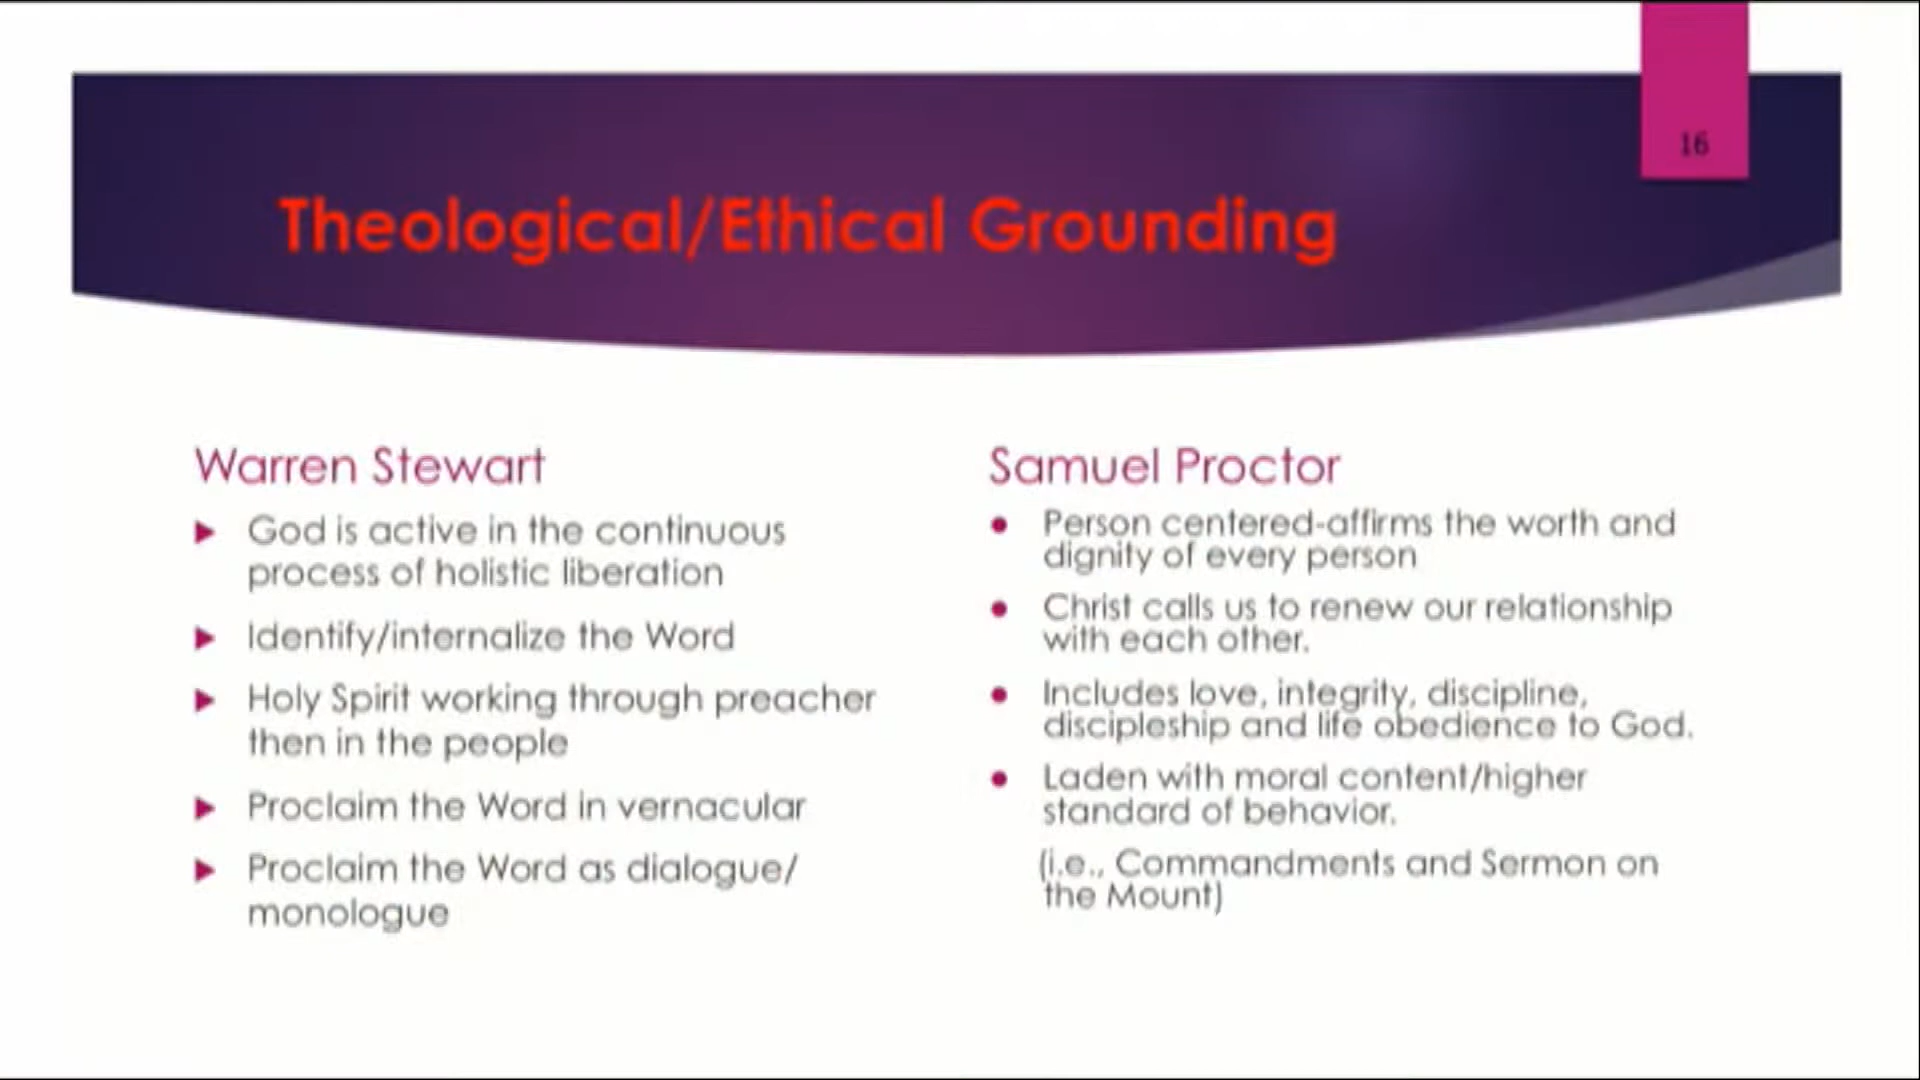 16
Theological/Ethical Grounding
Warren Stewart
God is active in the continuous
process of holistic liberation
Identify/internalize the Word
Holy Spirit working through preacher
then in the people
Proclaim the Word in vernacular
Proclaim the Word as dialogue/
monologue
Samuel Proctor
Person centered-affirms the worth and
dignity of every person
Christ calls us to renew our relationship
with each other.
Includes love, integrity, discipline,
discipleship and life obedience to God.
Laden with moral content/higher
standard of behavior.
(i.e., Commandments and Sermon on
the Mount)